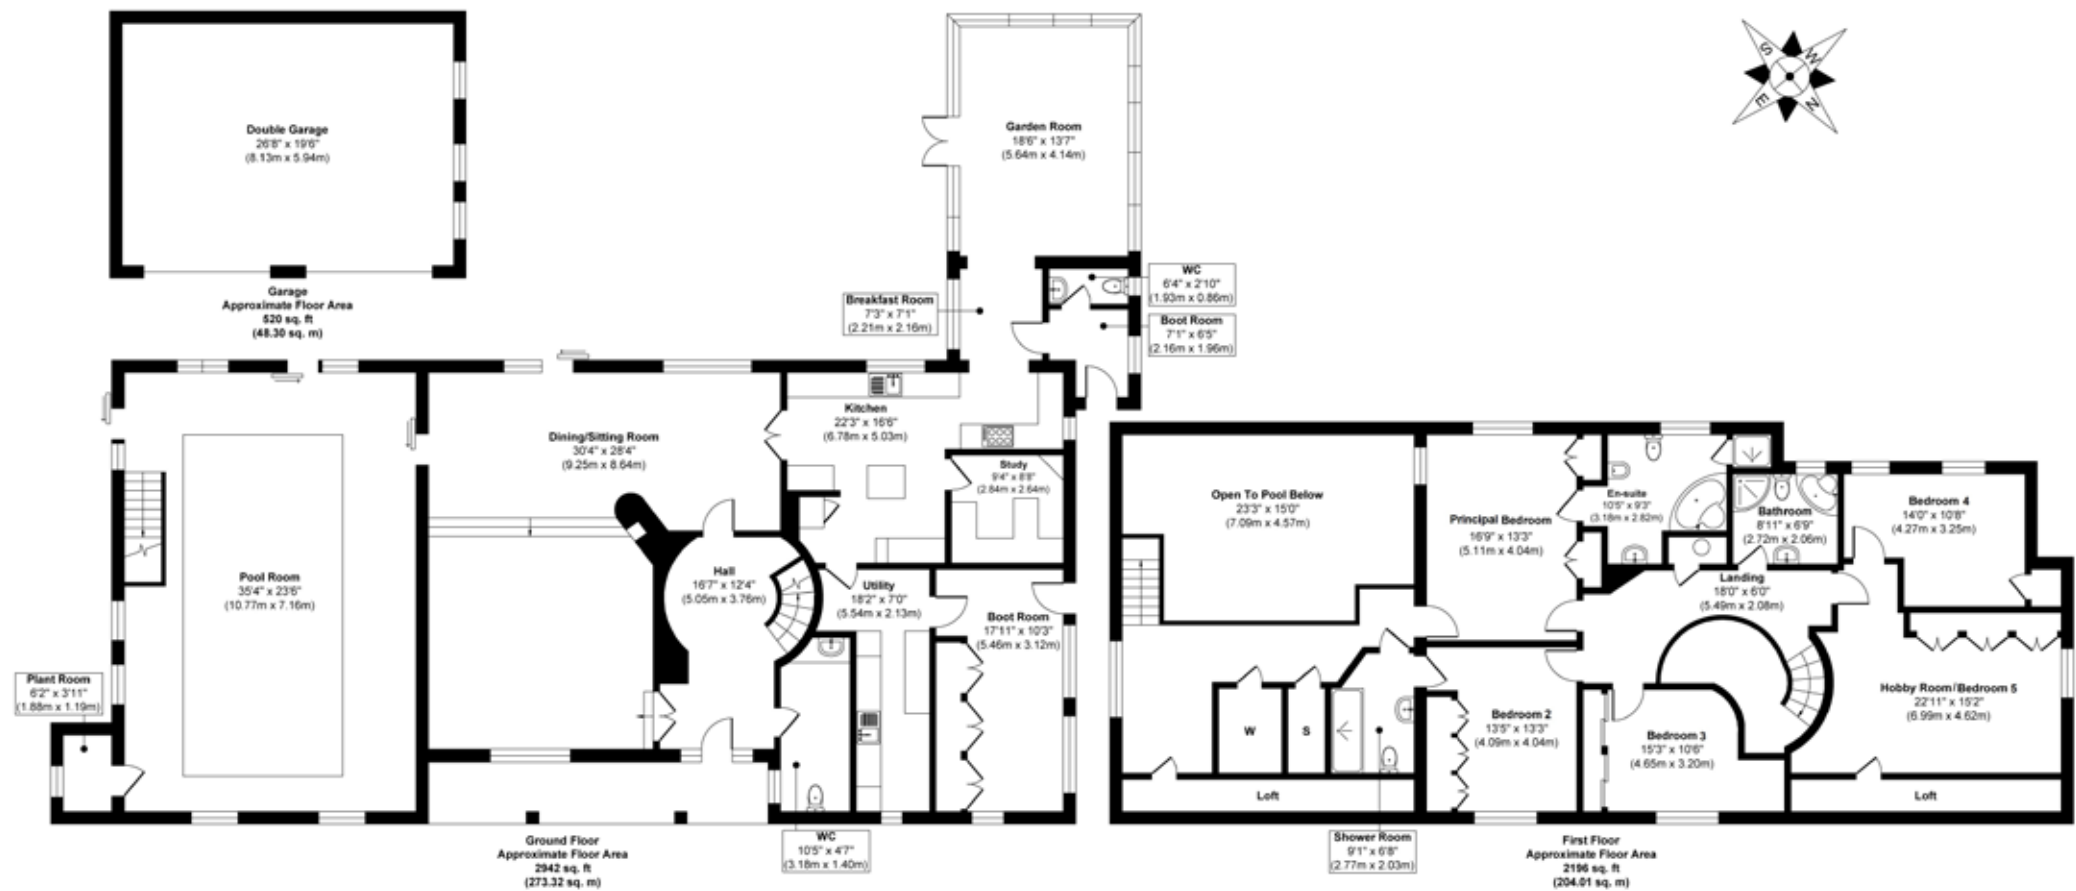 Double Garage
26'8" x 19'6"
(8.13m x 5.94m)
Garage
Approximate Floor Area
520 sq. ft
(48.30 sq. m)
Garden Room
18'6" x 13'7"
(5.64m x 4.14m)
S
W
E
N
WC
6'4" x 2'10"
(1.93m x 0.86m)
Breakfast Room
7'3" x 7'1"
(2.21m x 2.16m)
Boot Room
7'1" x 6'5"
(2.16m x 1.96m)
Kitchen
22'3" x 16'6"
(6.78m x 5.03m)
Dining/Sitting Room
30'4" x 28'4"
(9.25m x 8.64m)
Study
9'4" x 8'8"
(2.84m x 2.64m)
Pool Room
35'4" x 23'6"
(10.77m x 7.16m)
Hall
16'7" x 12'4"
(5.05m x 3.76m)
Utility
18'2" x 7'0"
(5.54m x 2.13m)
Boot Room
17'11" x 10'3"
(5.46m x 3.12m)
Plant Room
6'2" x 3'11"
(1.88m x 1.19m)
WC
10'5" x 4'7"
(3.18m x 1.40m)
Ground Floor
Approximate Floor Area
2942 sq. ft
(273.32 sq. m)
Open To Pool Below
23'3" x 15'0"
(7.09m x 4.57m)
Principal Bedroom
16'9" x 13'3"
(5.11m x 4.04m)
En-suite
10'5" x 9'3"
(3.18m x 2.82m)
Bathroom
8'11" x 6'9"
(2.72m x 2.06m)
Bedroom 4
14'0" x 10'8"
(4.27m x 3.25m)
Landing
18'0" x 6'0"
(5.49m x 2.08m)
Hobby Room/Bedroom 5
22'11" x 15'2"
(6.99m x 4.62m)
Bedroom 2
13'5" x 13'3"
(4.09m x 4.04m)
Bedroom 3
15'3" x 10'6"
(4.65m x 3.20m)
W
S
Loft
Loft
Shower Room
9'1" x 6'8"
(2.77m x 2.03m)
First Floor
Approximate Floor Area
2196 sq. ft
(204.01 sq. m)